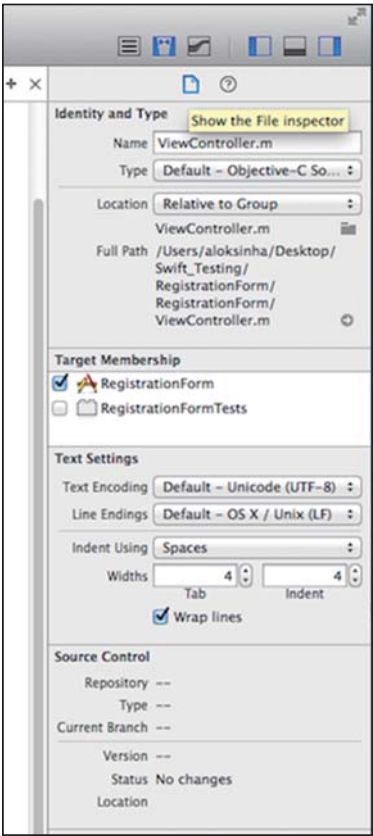 Identity and Type
Show the File inspector
Name ViewController.m
Type Default - Objective-C So...
Location Relative to Group
ViewController.m
Full Path /Users/aloksinha/Desktop/
Swift_Testing/
RegistrationForm/
RegistrationForm/
ViewController.m
Target Membership
RegistrationForm
RegistrationFormTests
Text Settings
Text Encoding Default - Unicode (UTF-8)
Line Endings Default - OS X / Unix (LF)
Indent Using Spaces
Widths 4 4
Tab Indent
Wrap lines
Source Control
Repository --
Type --
Current Branch --
Version --
Status No changes
Location